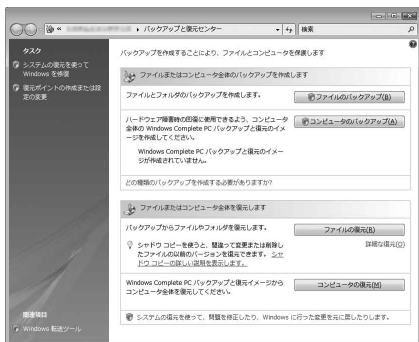 バックアップと復元センター
検索
タスク
システムの復元を使って
Windows を修復
復元ポイントの作成または設
定の変更
関連項目
Windows 転送ツール
バックアップを作成することにより、ファイルとコンピュータを保護します
ファイルまたはコンピュータ全体のバックアップを作成します
ファイルとフォルダのバックアップを作成します。
ファイルのバックアップ(B)
ハードウェア障害時の回復に使用できるよう、コンピュータ
全体の Windows Complete PC バックアップと復元のイメ
ージを作成してください。
コンピュータのバックアップ(A)
Windows Complete PC バックアップと復元のイメー
ジが作成されていません。
どの種類のバックアップを作成する必要がありますか?
ファイルまたはコンピュータ全体を復元します
バックアップからファイルやフォルダを復元します。
ファイルの復元(R)
詳細な復元(O)
シャドウ コピーを使うと、間違って変更または削除し
たファイルの以前のバージョンを復元できます。 シャ
ドウ コピーの詳しい説明を表示します。
Windows Complete PC バックアップと復元イメージから
コンピュータ全体を復元してください。
コンピュータの復元(M)
システムの復元を使って、問題を修正したり、Windows に行った変更を元に戻したりします。